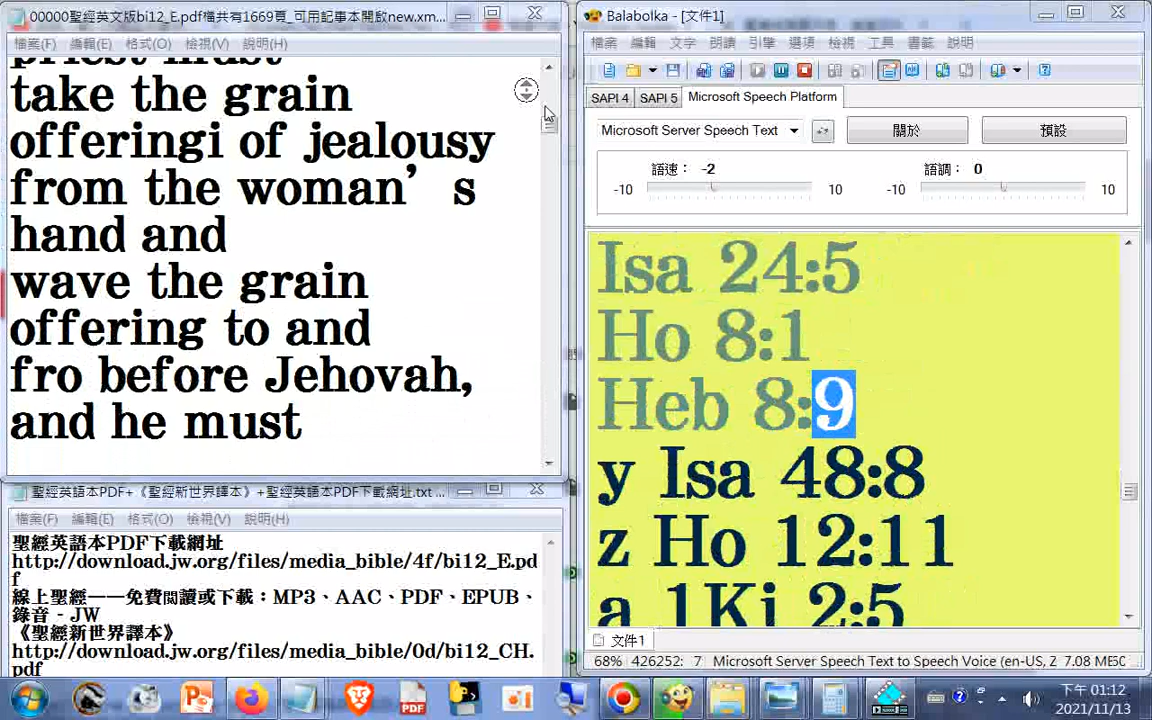 00000聖經英文版bi12_E.pdf檔共有1669頁_可用記事本開啟new.xm...
檔案(F) 編輯(E) 格式(O) 檢視(V) 說明(H)
priest must
take the grain
offeringi of jealousy
from the woman’s
hand and
wave the grain
offering to and
fro before Jehovah,
and he must
聖經英語本PDF+《聖經新世界譯本》+聖經英語本PDF下載網址.txt ...
檔案(F) 編輯(E) 格式(O) 檢視(V) 說明(H)
聖經英語本PDF下載網址
http://download.jw.org/files/media_bible/4f/bi12_E.pd
f
線上聖經——免費閱讀或下載：MP3、AAC、PDF、EPUB、
錄音 - JW
《聖經新世界譯本》
http://download.jw.org/files/media_bible/0d/bi12_CH.
pdf
Balabolka - [文件1]
檔案 編輯 文字 朗讀 引擎 選項 檢視 工具 書籤 說明
SAPI 4 SAPI 5 Microsoft Speech Platform
Microsoft Server Speech Text 關於 預設
語速： -2 語調： 0
-10 10 -10 10
Isa 24:5
Ho 8:1
Heb 8:9
y Isa 48:8
z Ho 12:11
a 1Ki 2:5
文件1
68% 426252: 7 Microsoft Server Speech Text to Speech Voice (en-US, Z 7.08 ME
下午 01:12
2021/11/13